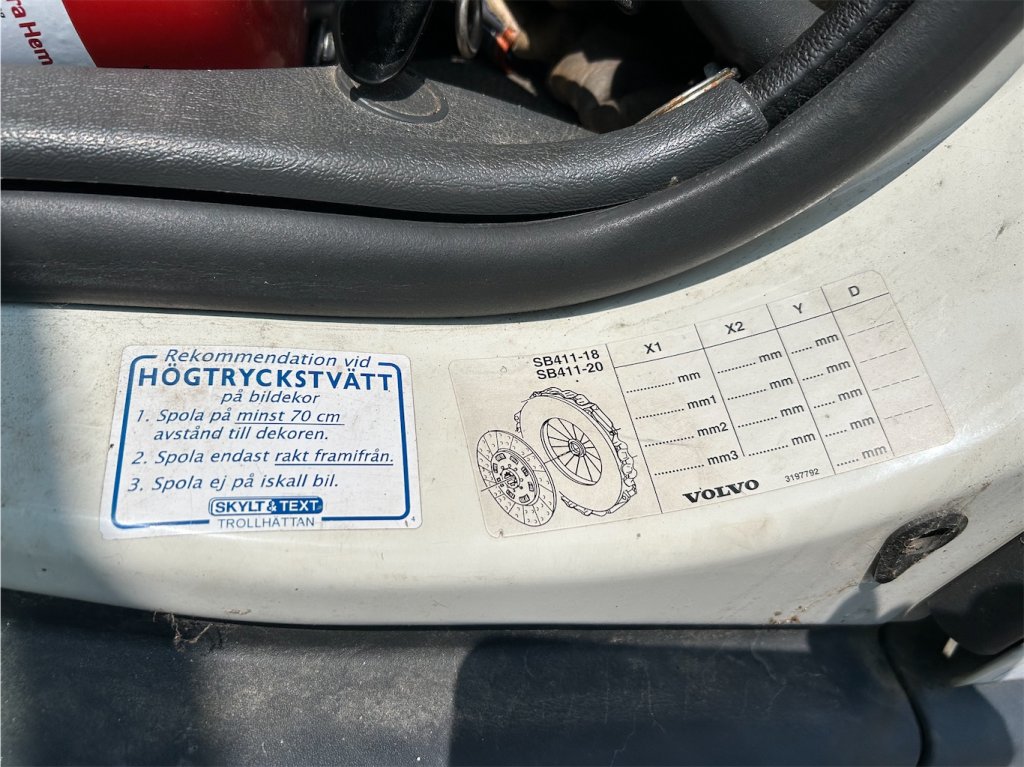 ra Hem
Rekommendation vid
HÖGTRYCKSTVÄTT
på bildekor
1. Spola på minst 70 cm
avstånd till dekoren.
2. Spola endast rakt framifrån.
3. Spola ej på iskall bil.
SKYLT & TEXT
TROLLHÄTTAN
SB411-18
SB411-20
X1 X2 Y D
.......... mm .......... mm ...... mm
.......... mm1 .......... mm ...... mm
.......... mm2 .......... mm ...... mm
.......... mm3 .......... mm ...... mm
VOLVO 3197792